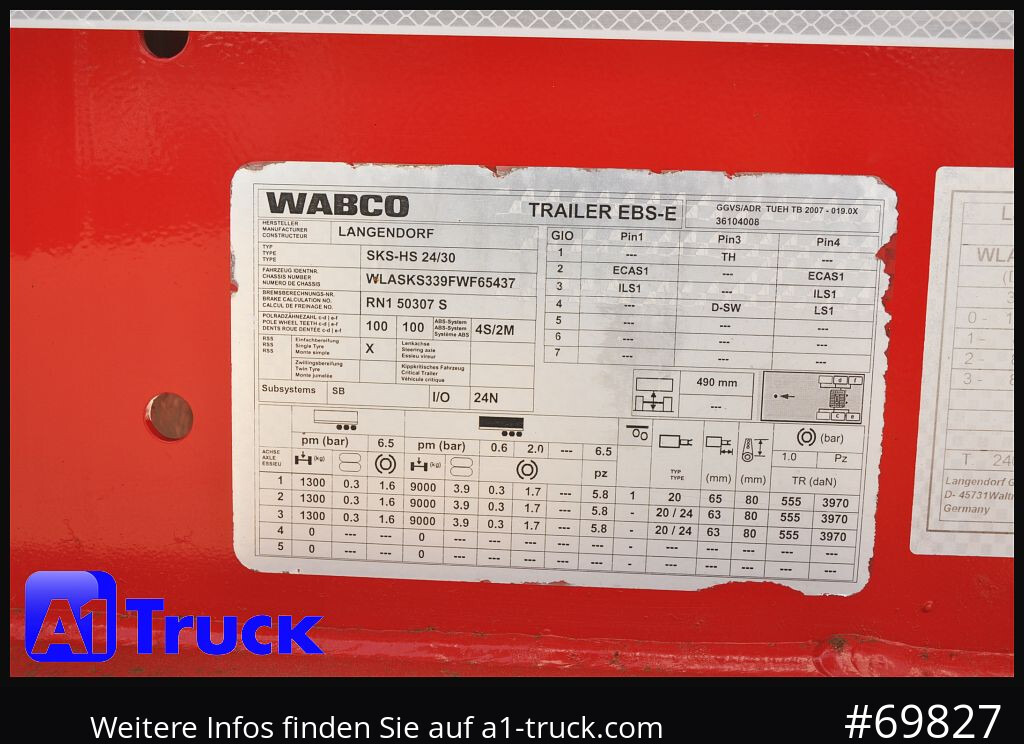 WABCO
TRAILER EBS-E
GGVS/ADR TUEH TB 2007 - 019.0X
36104008
HERSTELLER
MANUFACTURER
CONSTRUCTEUR
LANGENDORF
TYP
TYPE
TYPE
SKS-HS 24/30
FAHRZEUG IDENTNR.
CHASSIS NUMBER
NUMERO DE CHASSIS
WLASKS339FWF65437
BREMSBERECHNUNGS-NR.
BRAKE CALCULATION NO.
CALCUL DE FREINAGE NO.
RN1 50307 S
POLRADZÄHNEZAHL c-d | e-f
POLE WHEEL TEETH c-d | e-f
DENTS ROUE DENTÉE c-d | e-f
100 100
ABS-System
ABS-System
Système ABS
4S/2M
RSS
RSS
RSS
Einfachbereifung
Single Tyre
Monte simple
X
Lenkachse
Steering axle
Essieu vireur
Zwillingsbereifung
Twin Tyre
Monte jumelée
Kippkritisches Fahrzeug
Critical Trailer
Véhicule critique
Subsystems SB I/O 24N
GIO Pin1 Pin3 Pin4
1 --- TH ---
2 ECAS1 --- ECAS1
3 ILS1 --- ILS1
4 --- D-SW LS1
5 --- --- ---
6 --- --- ---
7 --- --- ---
490 mm
---
d f
c e
pm (bar) 6.5 pm (bar) 0.6 2.0 --- 6.5
(bar)
1.0 Pz
ACHSE
AXLE
ESSIEU
(kg) (kg) pz
TYP
TYPE
(mm) (mm) TR (daN)
1 1300 0.3 1.6 9000 3.9 0.3 1.7 --- 5.8 1 20 65 80 555 3970
2 1300 0.3 1.6 9000 3.9 0.3 1.7 --- 5.8 - 20 / 24 63 80 555 3970
3 1300 0.3 1.6 9000 3.9 0.3 1.7 --- 5.8 - 20 / 24 63 80 555 3970
4 0 --- --- 0 --- --- --- --- --- - --- --- --- --- ---
5 0 --- --- 0 --- --- --- --- --- - --- --- --- --- ---
WLA
0 - 1
1 -
2 -
3 - 8
T 240
Langendorf G
D- 45731Walt
Germany
A1 Truck
Weitere Infos finden Sie auf a1-truck.com
#69827